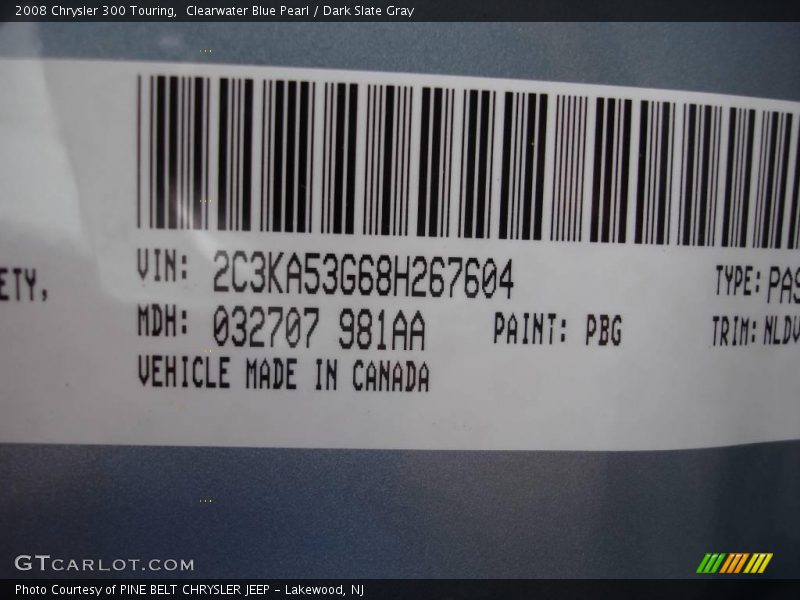 2008 Chrysler 300 Touring,  Clearwater Blue Pearl / Dark Slate Gray
ETY,
VIN: 2C3KA53G68H267604
TYPE: PAS
MDH: 032707 981AA
PAINT: PBG
TRIM: NLDV
VEHICLE MADE IN CANADA
GTCARLOT.COM
Photo Courtesy of PINE BELT CHRYSLER JEEP - Lakewood, NJ